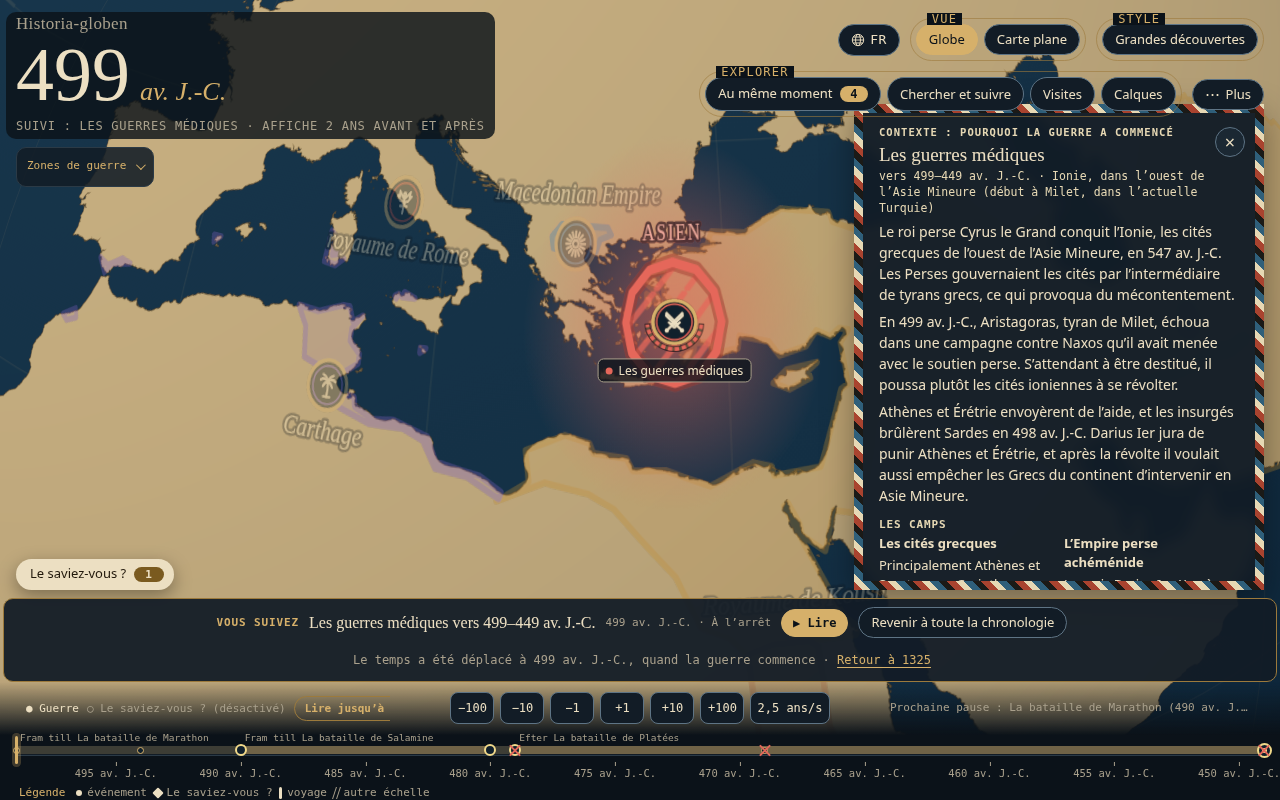 Historia-globen
499 av. J.-C.
SUIVI : LES GUERRES MÉDIQUES · AFFICHE 2 ANS AVANT ET APRÈS
Zones de guerre
FR
VUE
Globe
Carte plane
STYLE
Grandes découvertes
EXPLORER
Au même moment 4
Chercher et suivre
Visites
Calques
··· Plus
Macedonian Empire
ASIEN
Royaume de Rome
Carthage
Les guerres médiques
CONTEXTE : POURQUOI LA GUERRE A COMMENCÉ
✕
Les guerres médiques
vers 499–449 av. J.-C. · Ionie, dans l’ouest de
l’Asie Mineure (début à Milet, dans l’actuelle
Turquie)
Le roi perse Cyrus le Grand conquit l’Ionie, les cités
grecques de l’ouest de l’Asie Mineure, en 547 av. J.-C.
Les Perses gouvernaient les cités par l’intermédiaire
de tyrans grecs, ce qui provoqua du mécontentement.
En 499 av. J.-C., Aristagoras, tyran de Milet, échoua
dans une campagne contre Naxos qu’il avait menée
avec le soutien perse. S’attendant à être destitué, il
poussa plutôt les cités ioniennes à se révolter.
Athènes et Érétrie envoyèrent de l’aide, et les insurgés
brûlèrent Sardes en 498 av. J.-C. Darius Ier jura de
punir Athènes et Érétrie, et après la révolte il voulait
aussi empêcher les Grecs du continent d’intervenir en
Asie Mineure.
LES CAMPS
Les cités grecques
Principalement Athènes et
L’Empire perse
achéménide
Le saviez-vous ? 1
Royaume de Koush
VOUS SUIVEZ Les guerres médiques vers 499–449 av. J.-C. 499 av. J.-C. · À l’arrêt ▶ Lire Revenir à toute la chronologie
Le temps a été déplacé à 499 av. J.-C., quand la guerre commence · Retour à 1325
● Guerre ○ Le saviez-vous ? (désactivé) Lire jusqu’à
−100 −10 −1 +1 +10 +100 2,5 ans/s
Prochaine pause : La bataille de Marathon (490 av. J.…
Fram till La bataille de Marathon
Fram till La bataille de Salamine
Efter La bataille de Platées
495 av. J.-C. 490 av. J.-C. 485 av. J.-C. 480 av. J.-C. 475 av. J.-C. 470 av. J.-C. 465 av. J.-C. 460 av. J.-C. 455 av. J.-C. 450 av. J.-C.
Légende ● événement ◆ Le saviez-vous ? voyage // autre échelle